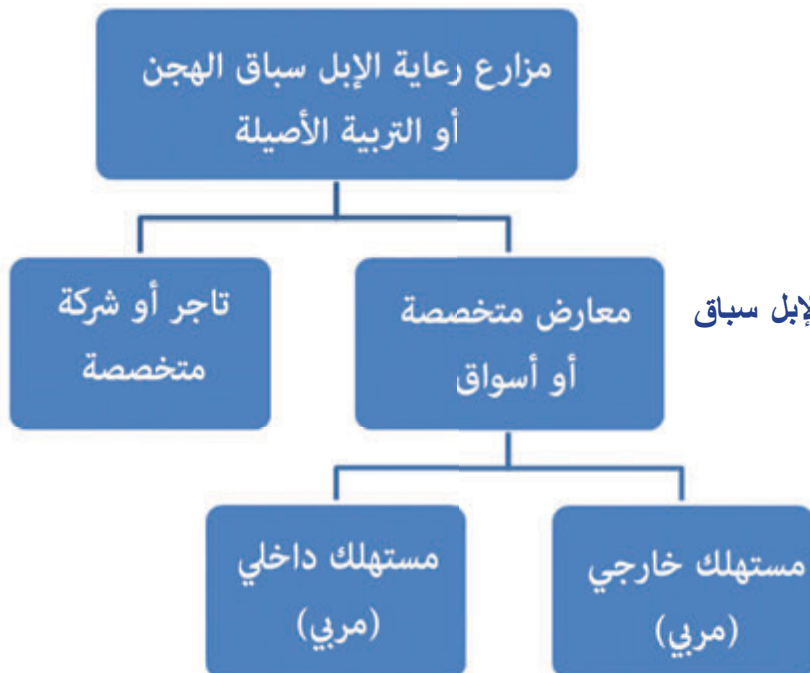 مزارع رعاية الإبل سباق الهجن
أو التربية الأصيلة
معارض متخصصة
أو أسواق
تاجر أو شركة
متخصصة
سباق
مستهلك خارجي
(مربي)
مستهلك داخلي
(مربي)